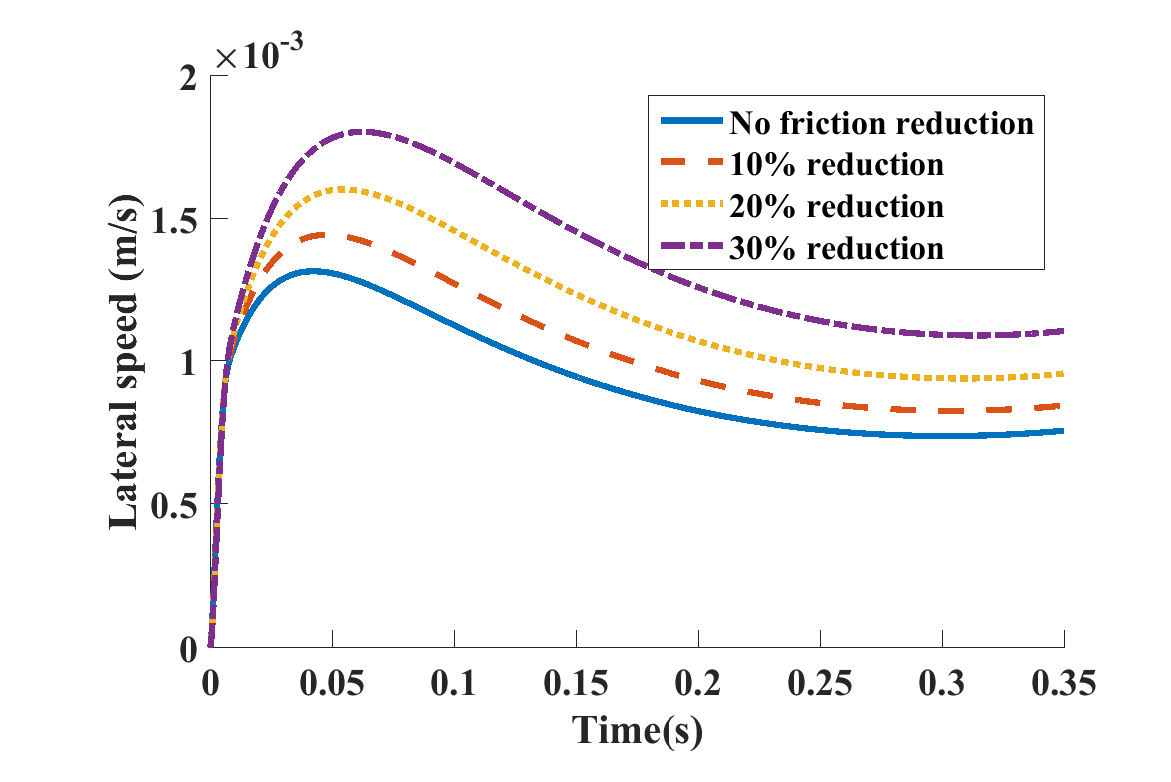 ×10-3
2
1.5
1
0.5
0
Lateral speed (m/s)
No friction reduction
10% reduction
20% reduction
30% reduction
0 0.05 0.1 0.15 0.2 0.25 0.3 0.35
Time(s)